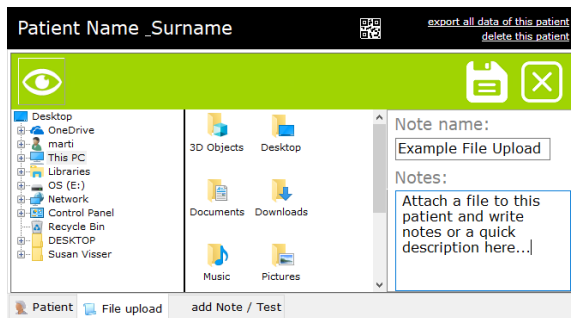 Patient Name _Surname
export all data of this patient
delete this patient
Desktop
OneDrive
marti
This PC
Libraries
OS (E:)
Network
Control Panel
Recycle Bin
DESKTOP
Susan Visser
3D Objects Desktop
Documents Downloads
Music Pictures
Note name:
Example File Upload
Notes:
Attach a file to this
patient and write
notes or a quick
description here...
Patient File upload add Note / Test